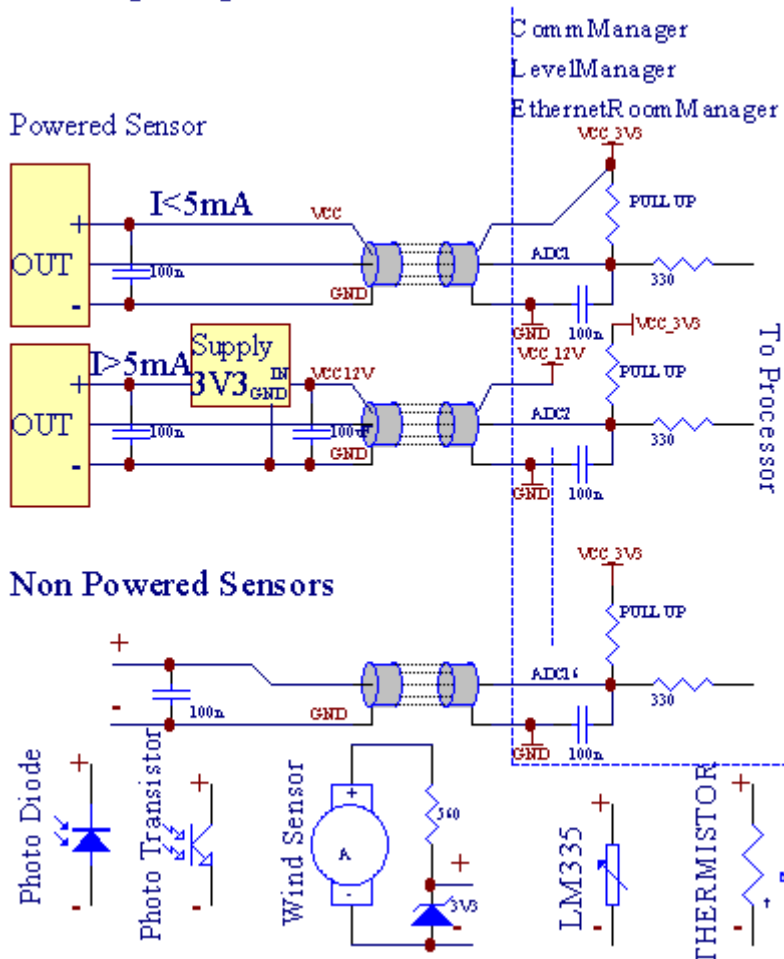 CommManager
LevelManager
EthernetRoomManager
Powered Sensor
VCC_3V3
I<5mA
VCC
PULL UP
+
OUT
-
100n
ADC1
330
GND
GND
100n
VCC_3V3
I>5mA
Supply
3V3
IN
GND
VCC12V
VCC_12V
PULL UP
+
OUT
-
100n
ADC2
330
GND
GND
100n
To Processor
VCC_3V3
Non Powered Sensors
PULL UP
+
-
100n
ADC16
330
GND
GND
100n
Photo Diode
+
-
Photo Transistor
+
-
Wind Sensor
+
A
-
560
+
3V3
-
LM335
+
-
THERMISTOR
+
-
t